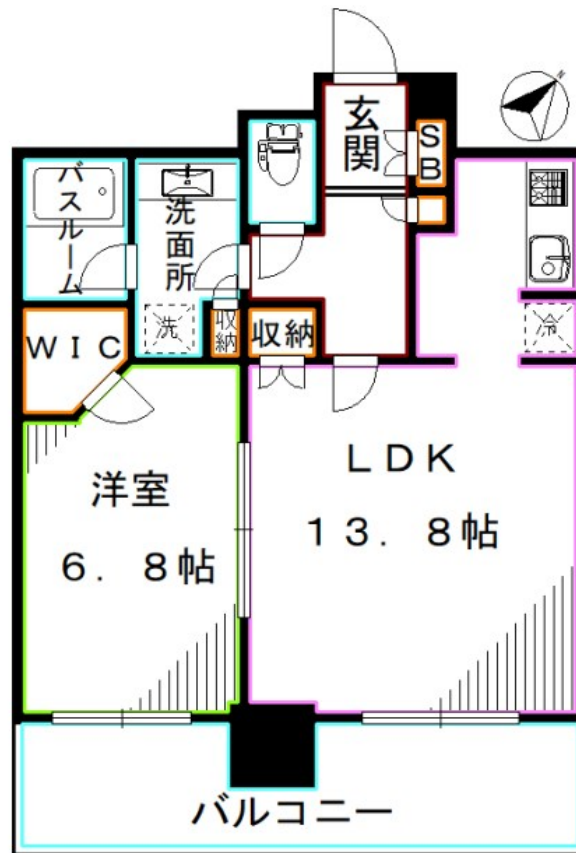 玄関
SB
N
バスルーム
洗面所
洗
収納
収納
冷
WIC
LDK
13.8帖
洋室
6.8帖
バルコニー